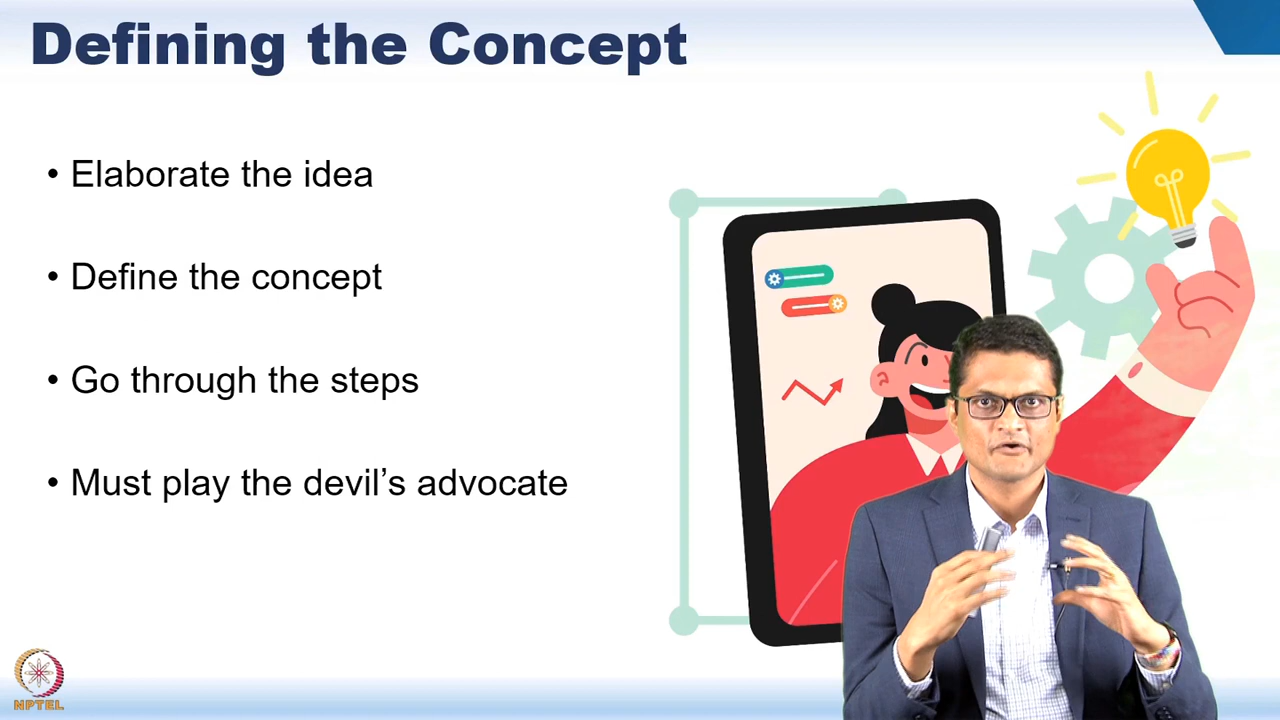 Defining the Concept
• Elaborate the idea
• Define the concept
• Go through the steps
• Must play the devil’s advocate
NPTEL